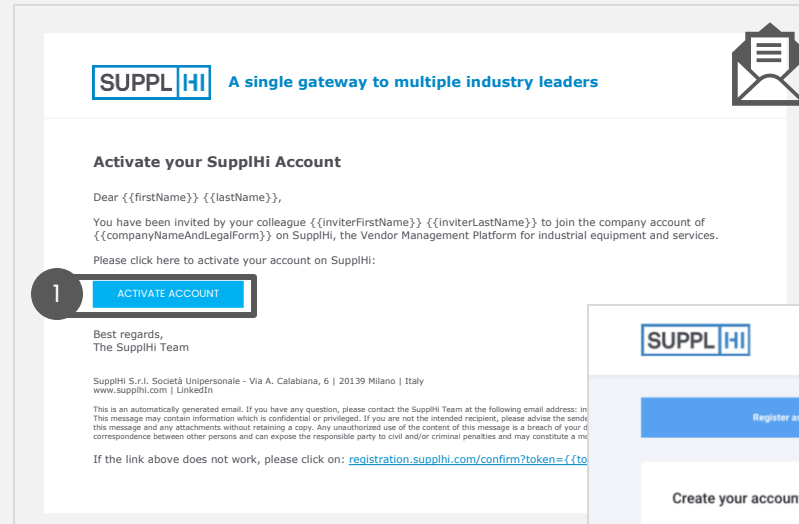 SUPPL HI A single gateway to multiple industry leaders
Activate your SupplHi Account
Dear {{firstName}} {{lastName}},
You have been invited by your colleague {{inviterFirstName}} {{inviterLastName}} to join the company account of
{{companyNameAndLegalForm}} on SupplHi, the Vendor Management Platform for industrial equipment and services.
Please click here to activate your account on SupplHi:
1 ACTIVATE ACCOUNT
Best regards,
The SupplHi Team
SupplHi S.r.l. Società Unipersonale - Via A. Calabiana, 6 | 20139 Milano | Italy
www.supplhi.com | LinkedIn
This is an automatically generated email. If you have any question, please contact the SupplHi Team at the following email address:
This message may contain information which is confidential or privileged. If you are not the intended recipient, please advise the
this message and any attachments without retaining a copy. Any unauthorized use of the content of this message is a breach of your
correspondence between other persons and can expose the responsible party to civil and/or criminal penalties and may constitute a
If the link above does not work, please click on: registration.supplhi.com/confirm?token={{to
SUPPL HI
Register
Create your account